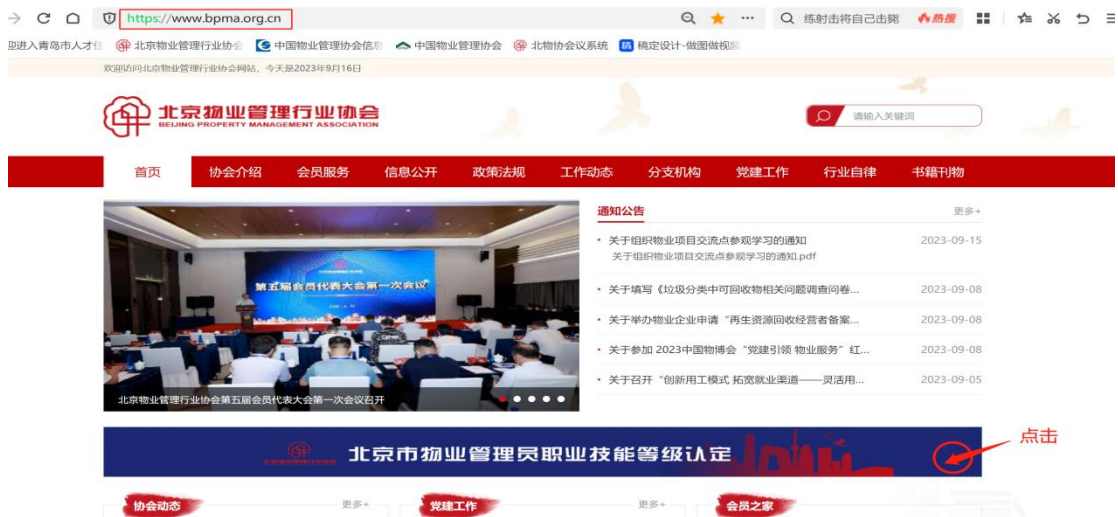 https://www.bpma.org.cn
练射击将自己击毙
热搜
迎进入青岛市人才住
北京物业管理行业协会
中国物业管理协会信息
中国物业管理协会
北物协会议系统
稿定设计-做图做视频
欢迎访问北京物业管理行业协会网站，今天是2023年9月16日
北京物业管理行业协会
BEIJING PROPERTY MANAGEMENT ASSOCIATION
请输入关键词
首页 协会介绍 会员服务 信息公开 政策法规 工作动态 分支机构 党建工作 行业自律 书籍刊物
第五届会员代表大会第一次会议
北京物业管理行业协会第五届会员代表大会第一次会议召开
通知公告 更多+
关于组织物业项目交流点参观学习的通知 2023-09-15
关于组织物业项目交流点参观学习的通知.pdf
关于填写《垃圾分类中可回收物相关问题调查问卷... 2023-09-08
关于举办物业企业申请“再生资源回收经营者备案... 2023-09-08
关于参加 2023中国物博会“党建引领 物业服务”红... 2023-09-08
关于召开“创新用工模式 拓宽就业渠道——灵活用... 2023-09-05
北京市物业管理员职业技能等级认定
点击
协会动态 更多+
党建工作 更多+
会员之家